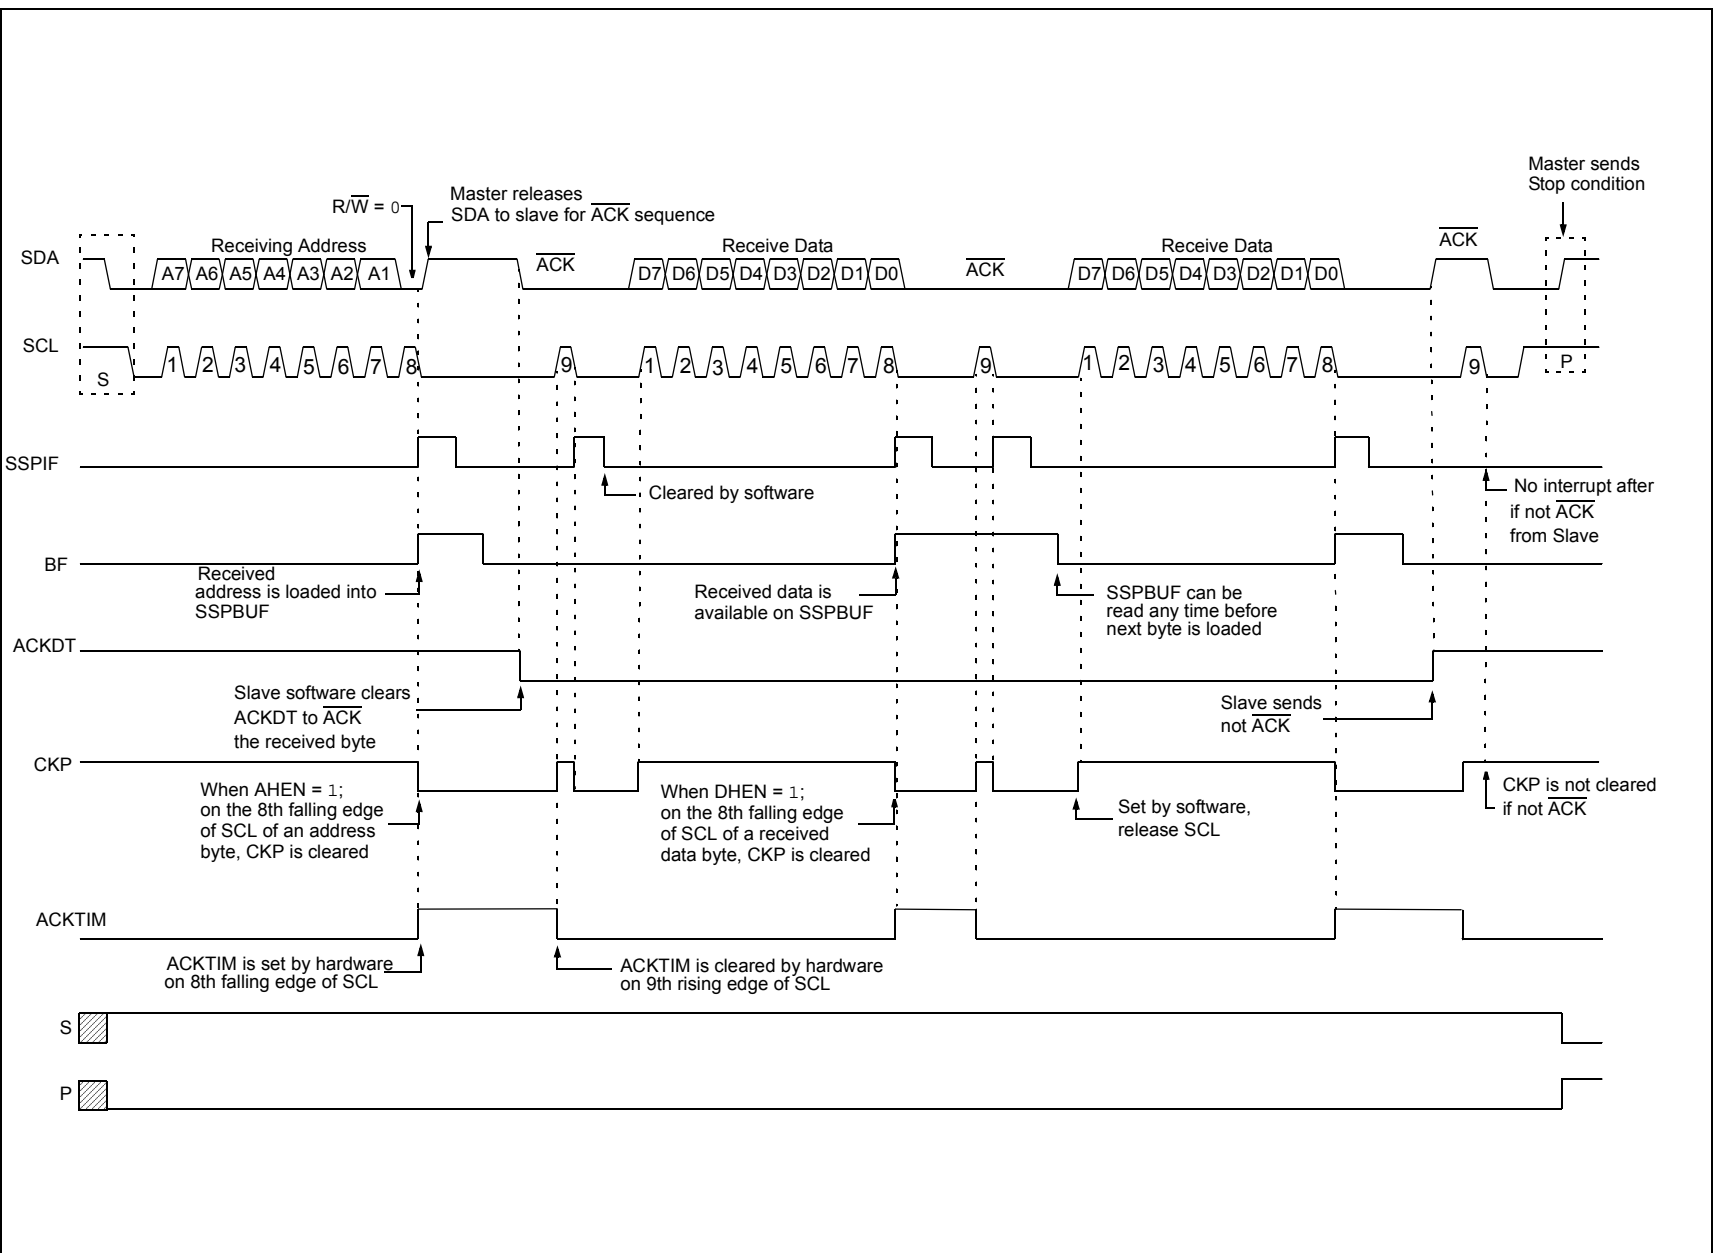 Master sends
Stop condition
Master releases
SDA to slave for ACK sequence
R/W = 0
SDA
Receiving Address
ACK
Receive Data
ACK
Receive Data
ACK
A7 A6 A5 A4 A3 A2 A1
D7 D6 D5 D4 D3 D2 D1 D0
D7 D6 D5 D4 D3 D2 D1 D0
SCL
S
1 2 3 4 5 6 7 8 9
1 2 3 4 5 6 7 8 9
1 2 3 4 5 6 7 8 9
P
SSPIF
Cleared by software
No interrupt after
if not ACK
from Slave
BF
Received
address is loaded into
SSPBUF
Received data is
available on SSPBUF
SSPBUF can be
read any time before
next byte is loaded
ACKDT
Slave software clears
ACKDT to ACK
the received byte
Slave sends
not ACK
CKP
When AHEN = 1;
on the 8th falling edge
of SCL of an address
byte, CKP is cleared
When DHEN = 1;
on the 8th falling edge
of SCL of a received
data byte, CKP is cleared
Set by software,
release SCL
CKP is not cleared
if not ACK
ACKTIM
ACKTIM is set by hardware
on 8th falling edge of SCL
ACKTIM is cleared by hardware
on 9th rising edge of SCL
S
P